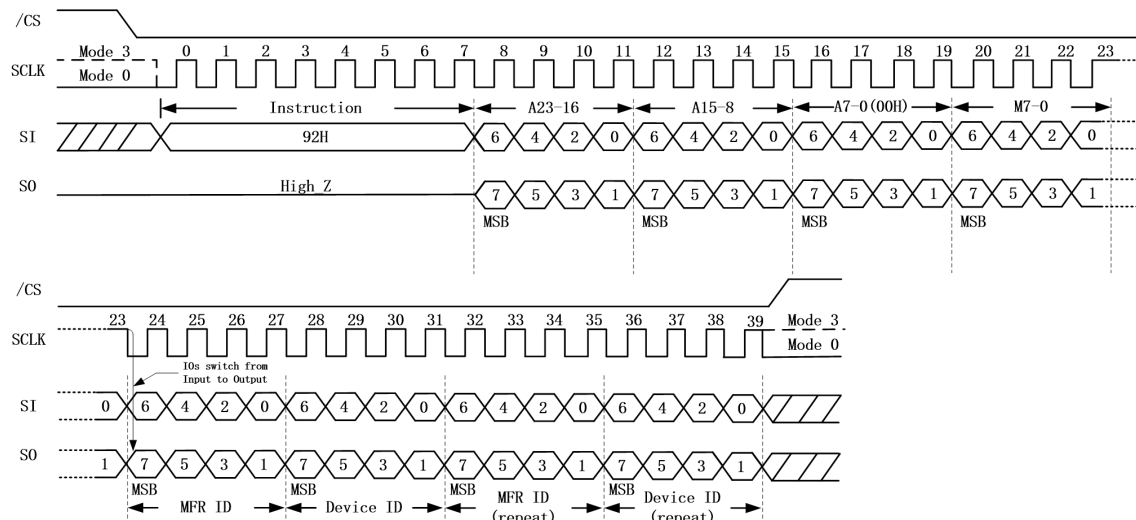 /CS
Mode 3 0 1 2 3 4 5 6 7 8 9 10 11 12 13 14 15 16 17 18 19 20 21 22 23
SCLK
Mode 0
Instruction A23-16 A15-8 A7-0(00H) M7-0
SI 92H 6 4 2 0 6 4 2 0 6 4 2 0 6 4 2 0
SO High_Z 7 5 3 1 7 5 3 1 7 5 3 1 7 5 3 1
MSB MSB MSB MSB
/CS
23 24 25 26 27 28 29 30 31 32 33 34 35 36 37 38 39 Mode 3
SCLK Mode 0
IOs switch from
Input to Output
SI 0 6 4 2 0 6 4 2 0 6 4 2 0 6 4 2 0
SO 1 7 5 3 1 7 5 3 1 7 5 3 1 7 5 3 1
MSB MSB MSB MSB
MFR ID Device ID MFR ID Device ID
(repeat) (repeat)